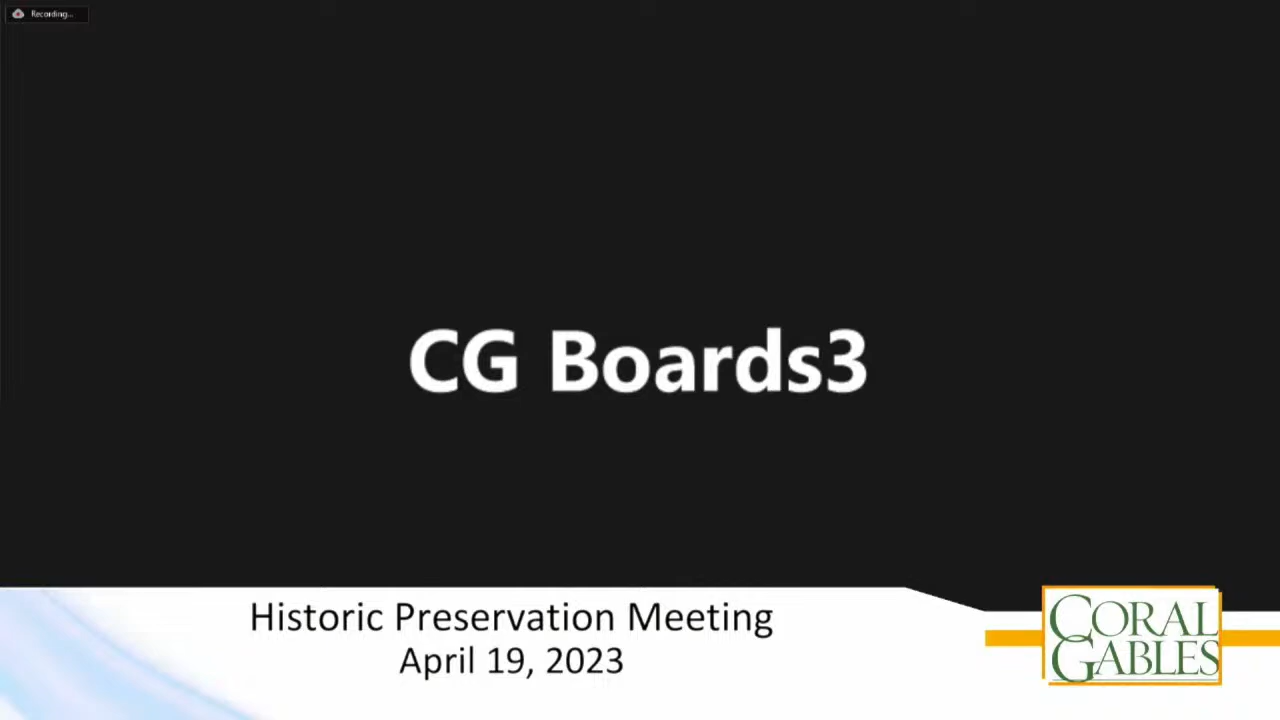 Recording...
CG Boards3
Historic Preservation Meeting
April 19, 2023
CORAL
GABLES